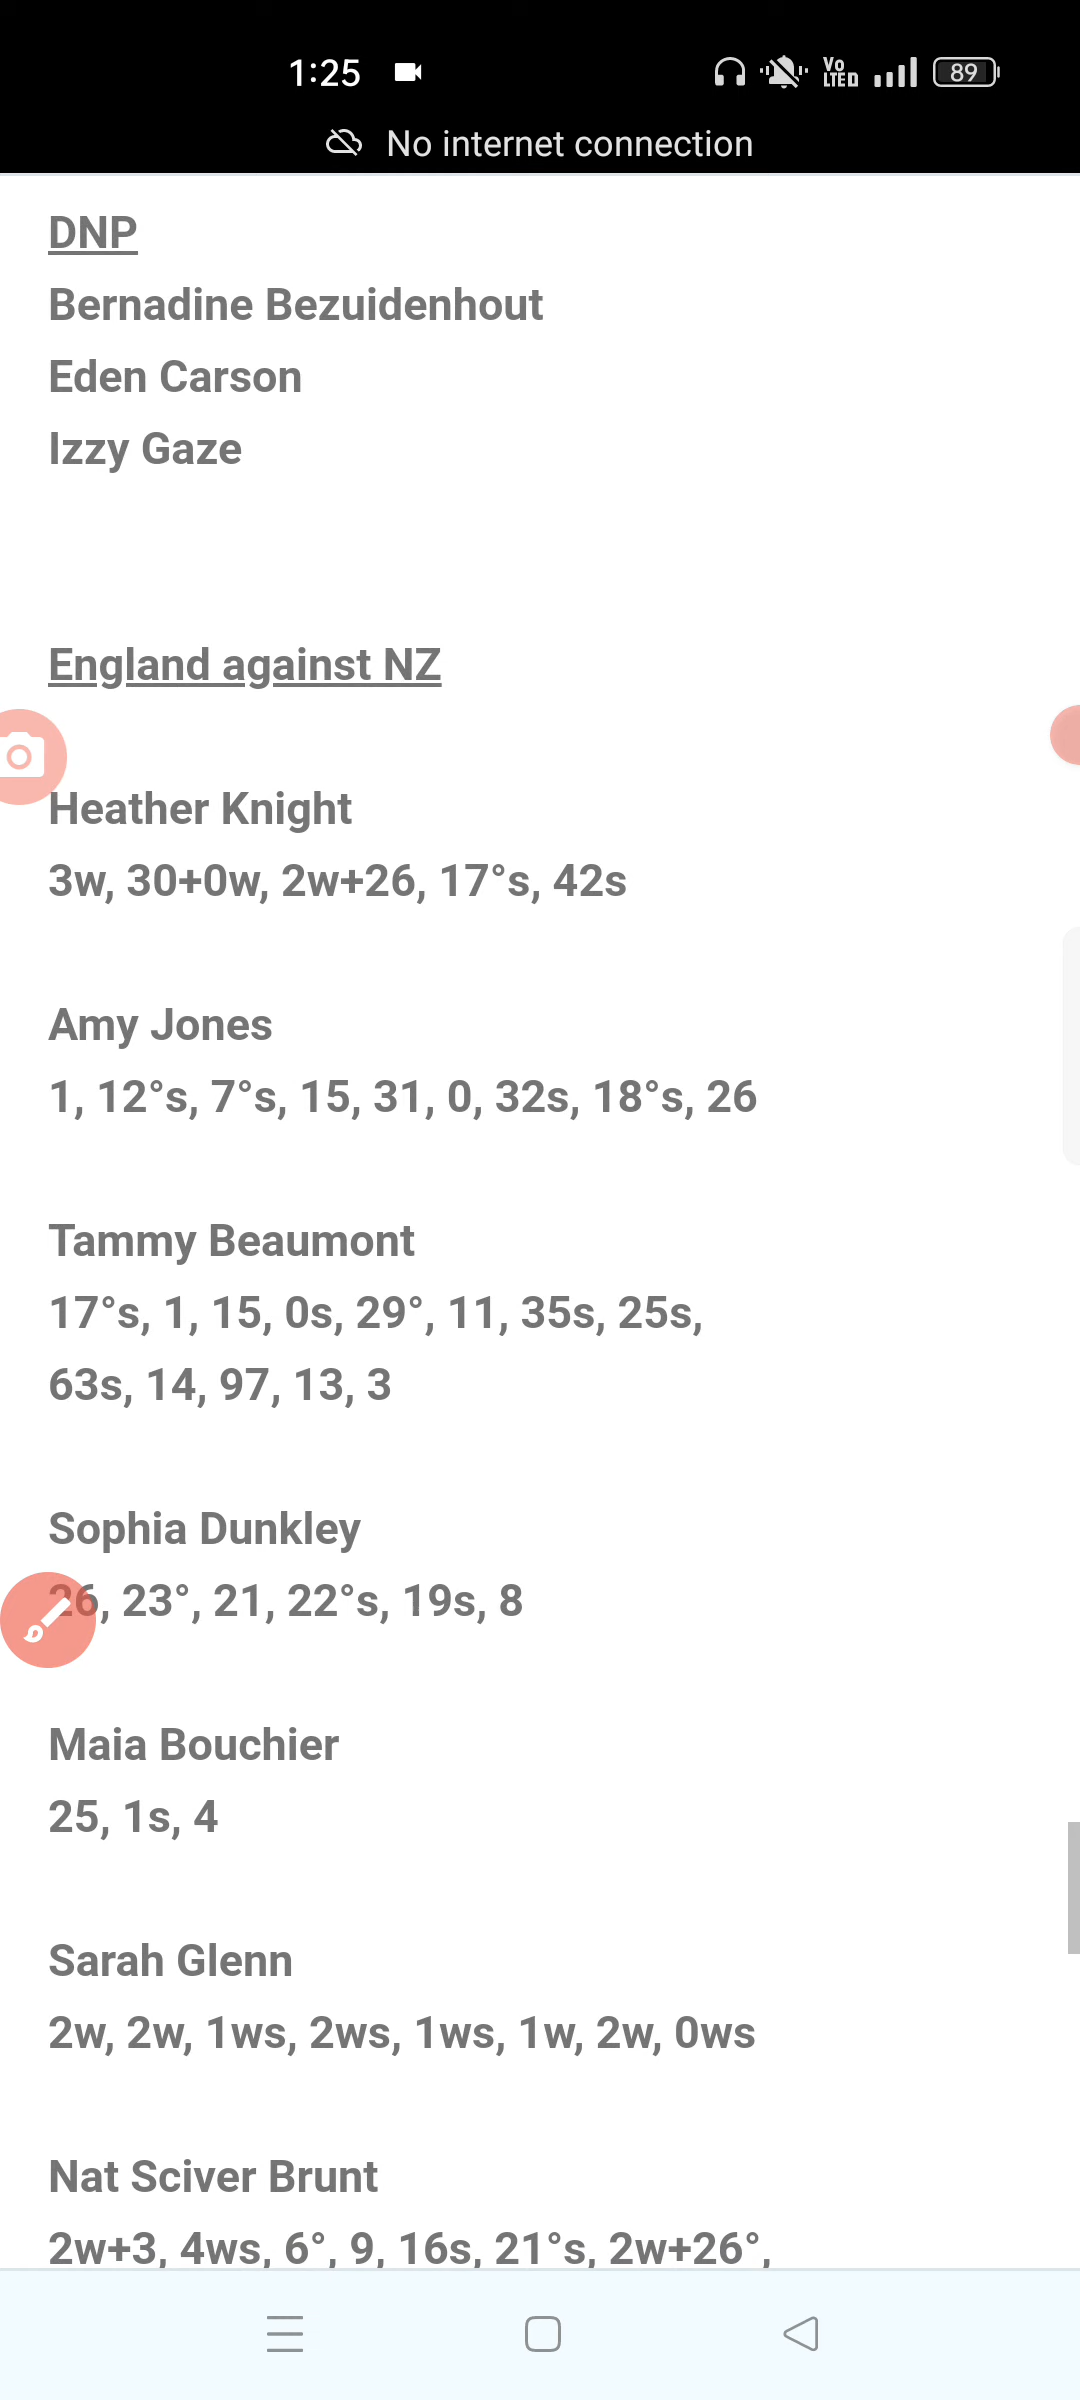 1:25
Vo
LTED
89
No internet connection
DNP
Bernadine Bezuidenhout
Eden Carson
Izzy Gaze
England against NZ
Heather Knight
3w, 30+0w, 2w+26, 17°s, 42s
Amy Jones
1, 12°s, 7°s, 15, 31, 0, 32s, 18°s, 26
Tammy Beaumont
17°s, 1, 15, 0s, 29°, 11, 35s, 25s,
63s, 14, 97, 13, 3
Sophia Dunkley
26, 23°, 21, 22°s, 19s, 8
Maia Bouchier
25, 1s, 4
Sarah Glenn
2w, 2w, 1ws, 2ws, 1ws, 1w, 2w, 0ws
Nat Sciver Brunt
2w+3, 4ws, 6°, 9, 16s, 21°s, 2w+26°,